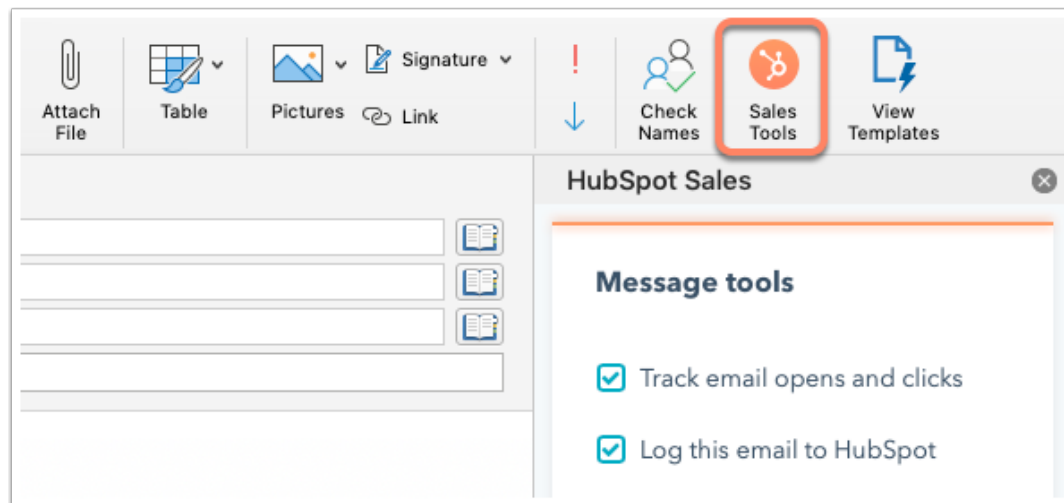 Attach
File
Table
Pictures
Signature
Link
Check
Names
Sales
Tools
View
Templates
HubSpot Sales
Message tools
Track email opens and clicks
Log this email to HubSpot